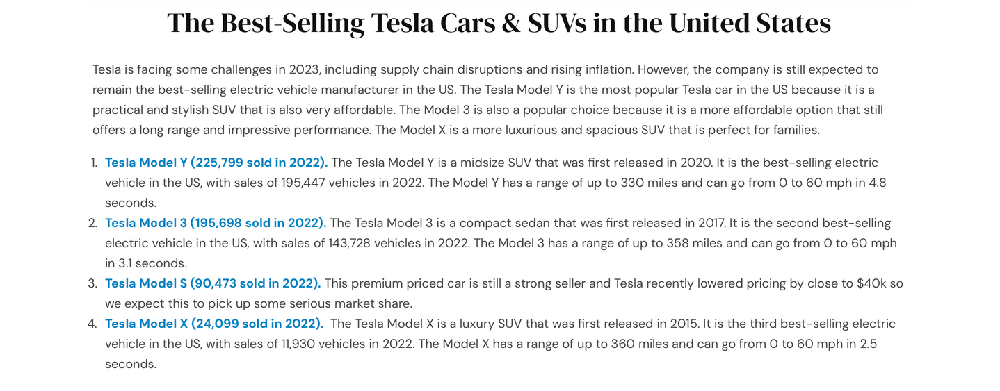 The Best-Selling Tesla Cars & SUVs in the United States
Tesla is facing some challenges in 2023, including supply chain disruptions and rising inflation. However, the company is still expected to
remain the best-selling electric vehicle manufacturer in the US. The Tesla Model Y is the most popular Tesla car in the US because it is a
practical and stylish SUV that is also very affordable. The Model 3 is also a popular choice because it is a more affordable option that still
offers a long range and impressive performance. The Model X is a more luxurious and spacious SUV that is perfect for families.
1. Tesla Model Y (225,799 sold in 2022). The Tesla Model Y is a midsize SUV that was first released in 2020. It is the best-selling electric
vehicle in the US, with sales of 195,447 vehicles in 2022. The Model Y has a range of up to 330 miles and can go from 0 to 60 mph in 4.8
seconds.
2. Tesla Model 3 (195,698 sold in 2022). The Tesla Model 3 is a compact sedan that was first released in 2017. It is the second best-selling
electric vehicle in the US, with sales of 143,728 vehicles in 2022. The Model 3 has a range of up to 358 miles and can go from 0 to 60 mph
in 3.1 seconds.
3. Tesla Model S (90,473 sold in 2022). This premium priced car is still a strong seller and Tesla recently lowered pricing by close to $40k so
we expect this to pick up some serious market share.
4. Tesla Model X (24,099 sold in 2022). The Tesla Model X is a luxury SUV that was first released in 2015. It is the third best-selling electric
vehicle in the US, with sales of 11,930 vehicles in 2022. The Model X has a range of up to 360 miles and can go from 0 to 60 mph in 2.5
seconds.